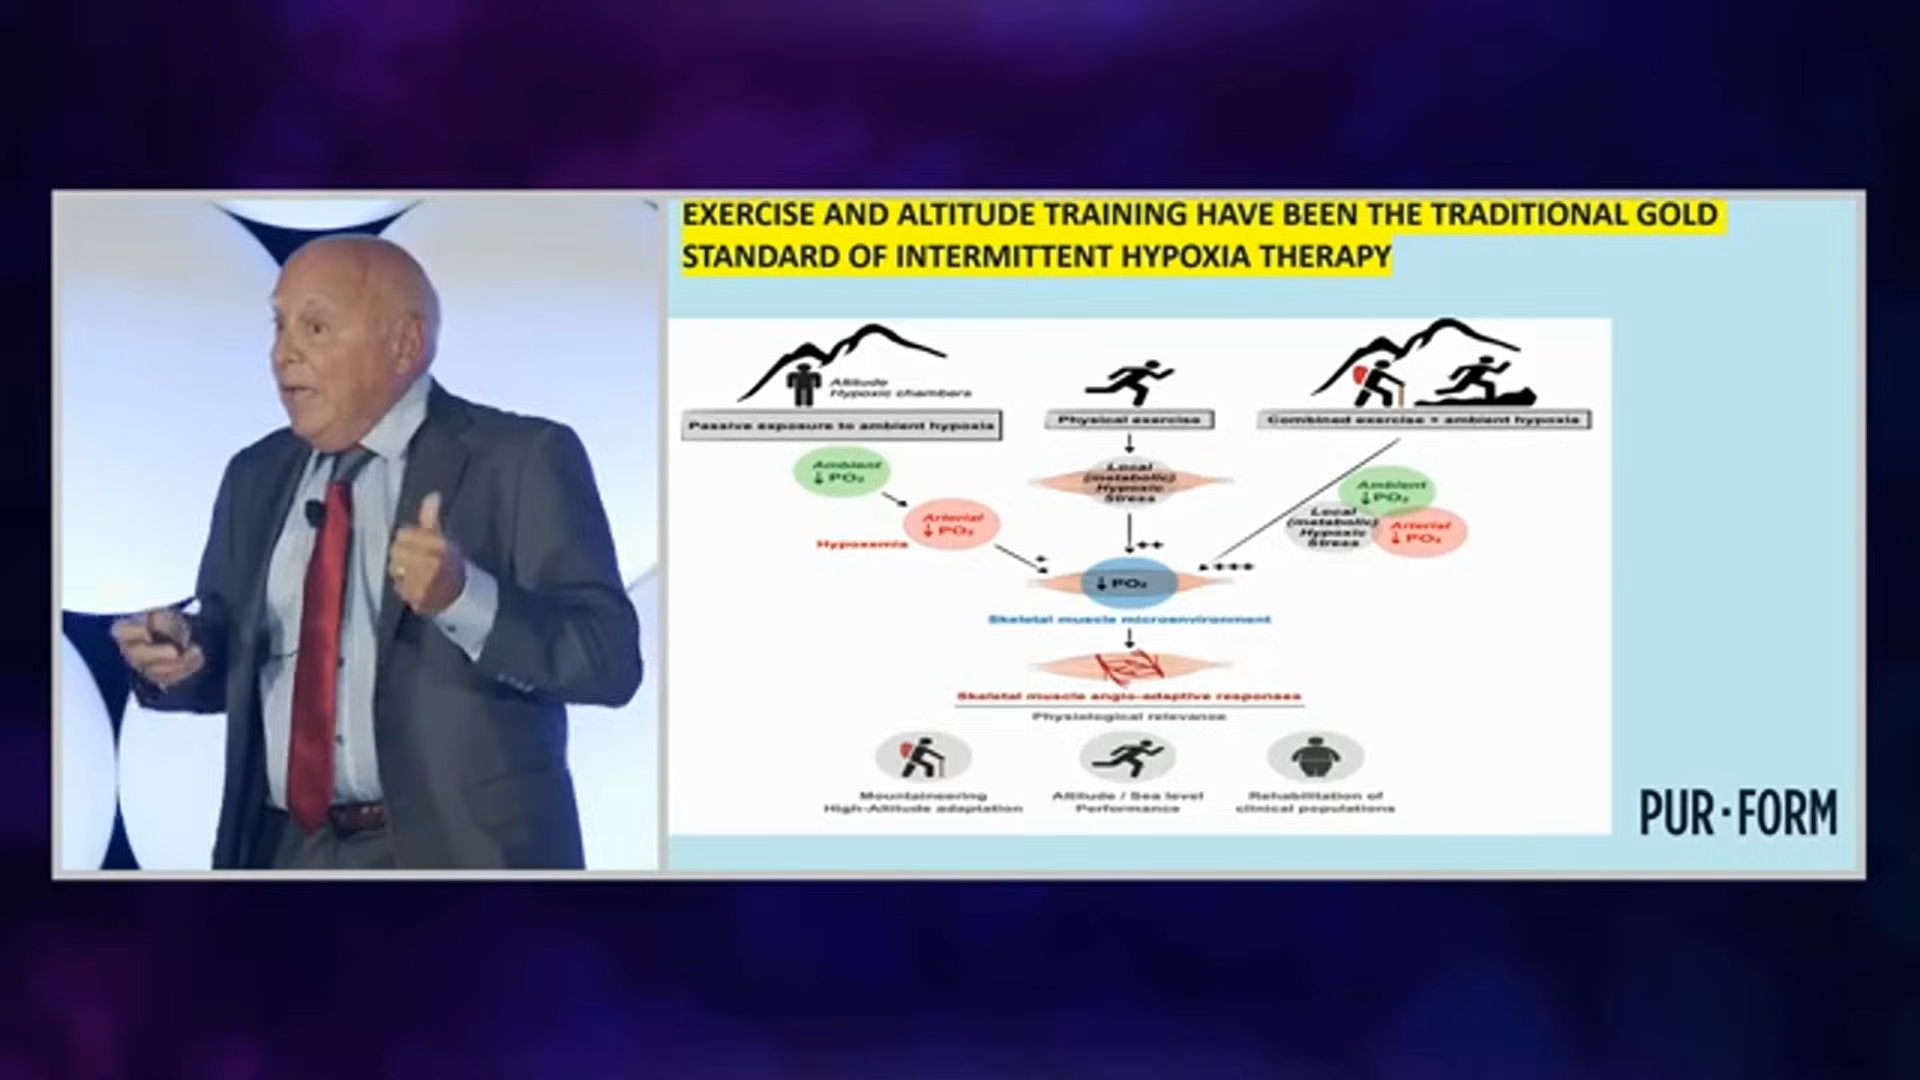 EXERCISE AND ALTITUDE TRAINING HAVE BEEN THE TRADITIONAL GOLD
STANDARD OF INTERMITTENT HYPOXIA THERAPY
Altitude
Hypoxic chambers
Passive exposure to ambient hypoxia
Physical exercise
Combined exercise + ambient hypoxia
Ambient
↓ PO₂
Arterial
↓ PO₂
Hypoxemia
Local
(metabolic)
Hypoxic
Stress
Ambient
↓ PO₂
Local
(metabolic)
Hypoxic
Stress
Arterial
↓ PO₂
+
++
+++
↓ PO₂
Skeletal muscle microenvironment
Skeletal muscle angio-adaptive responses
Physiological relevance
Mountaineering
High-Altitude adaptation
Altitude / Sea level
Performance
Rehabilitation of
clinical populations
PUR·FORM